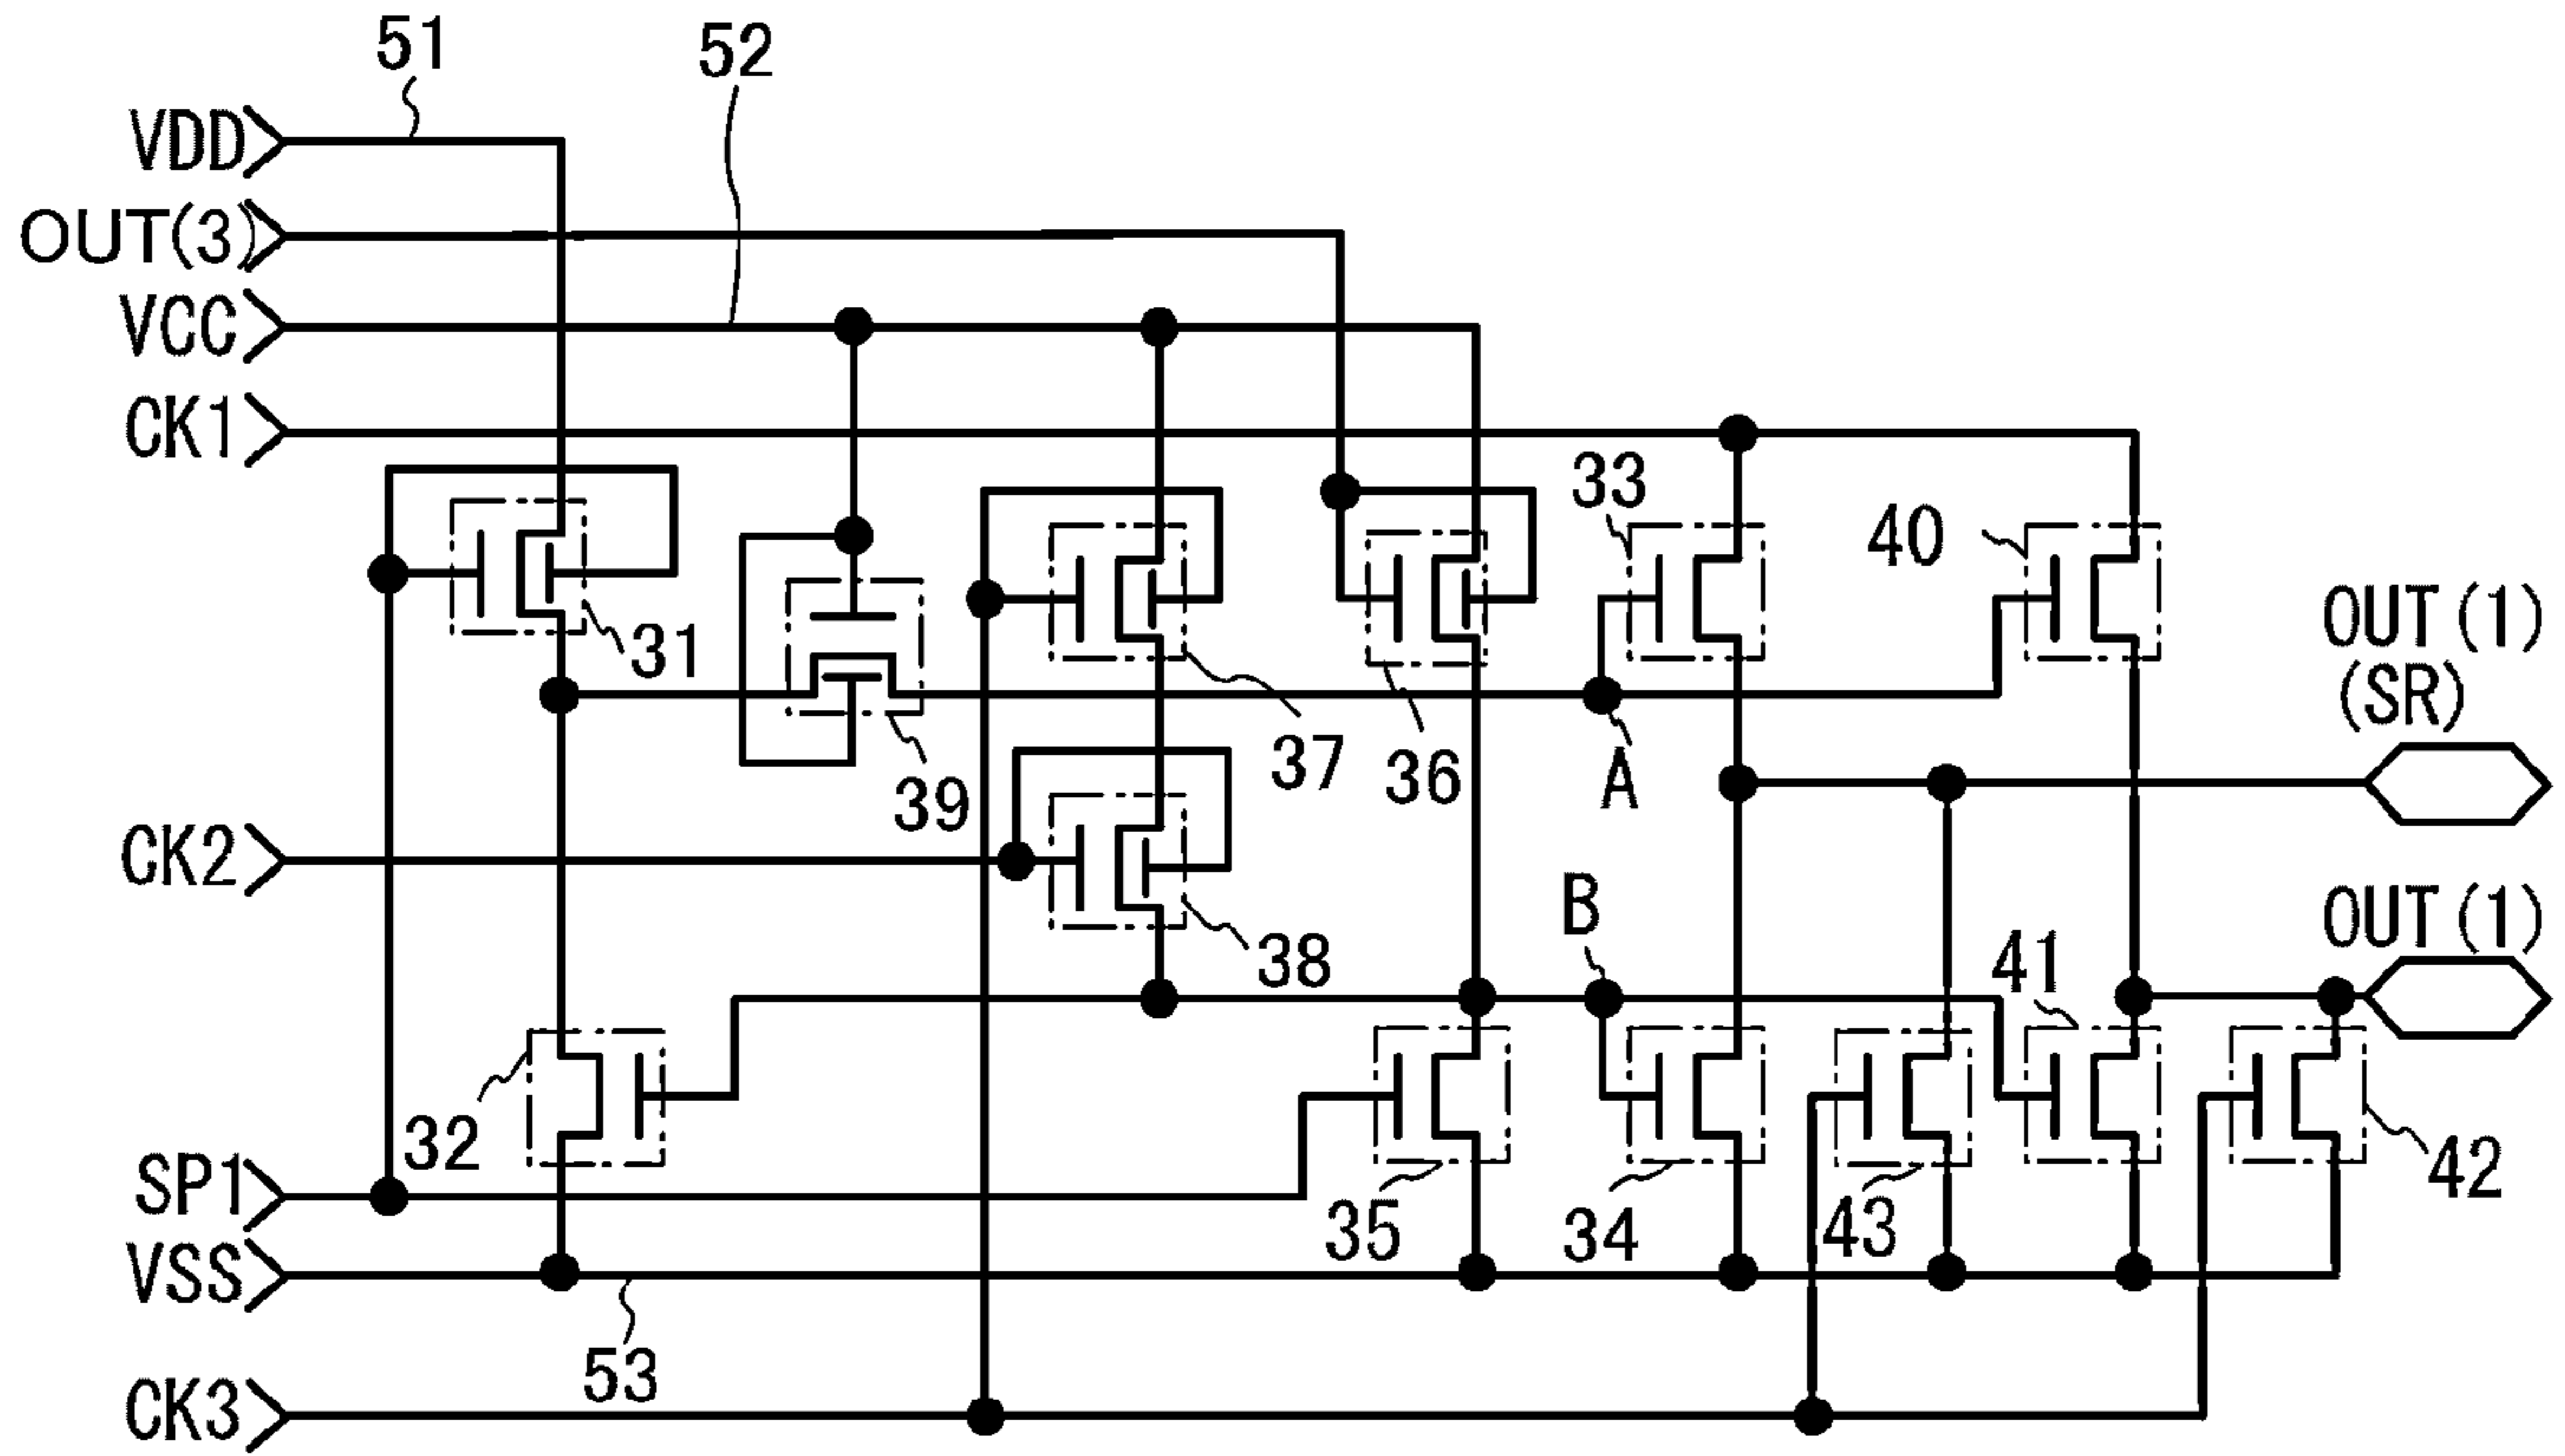 51
52
VDD
OUT(3)
VCC
CK1
33
40
31
OUT(1)
(SR)
37
36
A
39
CK2
B
OUT(1)
38
41
32
SP1
35
34
43
42
VSS
53
CK3